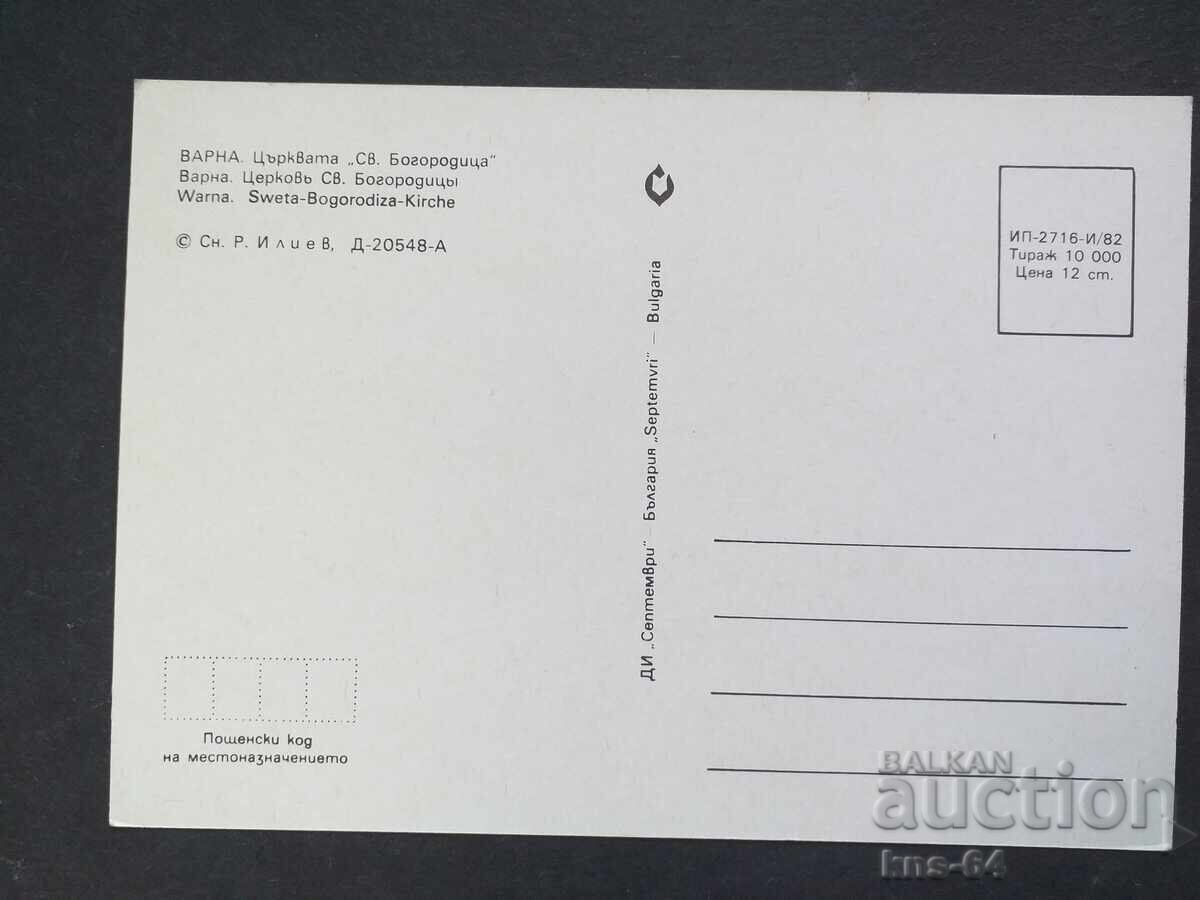 ВАРНА. Църквата „Св. Богородица“
Варна. Церковь Св. Богородицы
Warna. Sweta-Bogorodiza-Kirche
© Сн. Р. Илиев, Д-20548-А
ДИ „Септември“ — България „Septemvri“ — Bulgaria
ИП-2716-И/82
Тираж 10 000
Цена 12 ст.
Пощенски код
на местоназначението
BALKAN
auction
kns-64